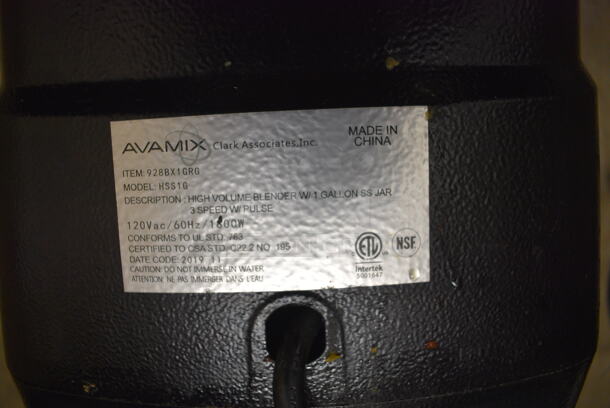 AVAMIX Clark Associates, Inc.
MADE IN
CHINA
ITEM: 928BX1GRG
MODEL: HSS1G
DESCRIPTION: HIGH VOLUME BLENDER W/ 1 GALLON SS JAR
3 SPEED W/ PULSE
120Vac/60Hz/1800W
CONFORMS TO UL STD. 763
CERTIFIED TO CSA STD. C22.2 NO. 195
DATE CODE: 2019 11
CAUTION: DO NOT IMMERSE IN WATER
ATTENTION: NE PAS IMMERGER DANS L'EAU
ETL
Intertek
5001647
NSF